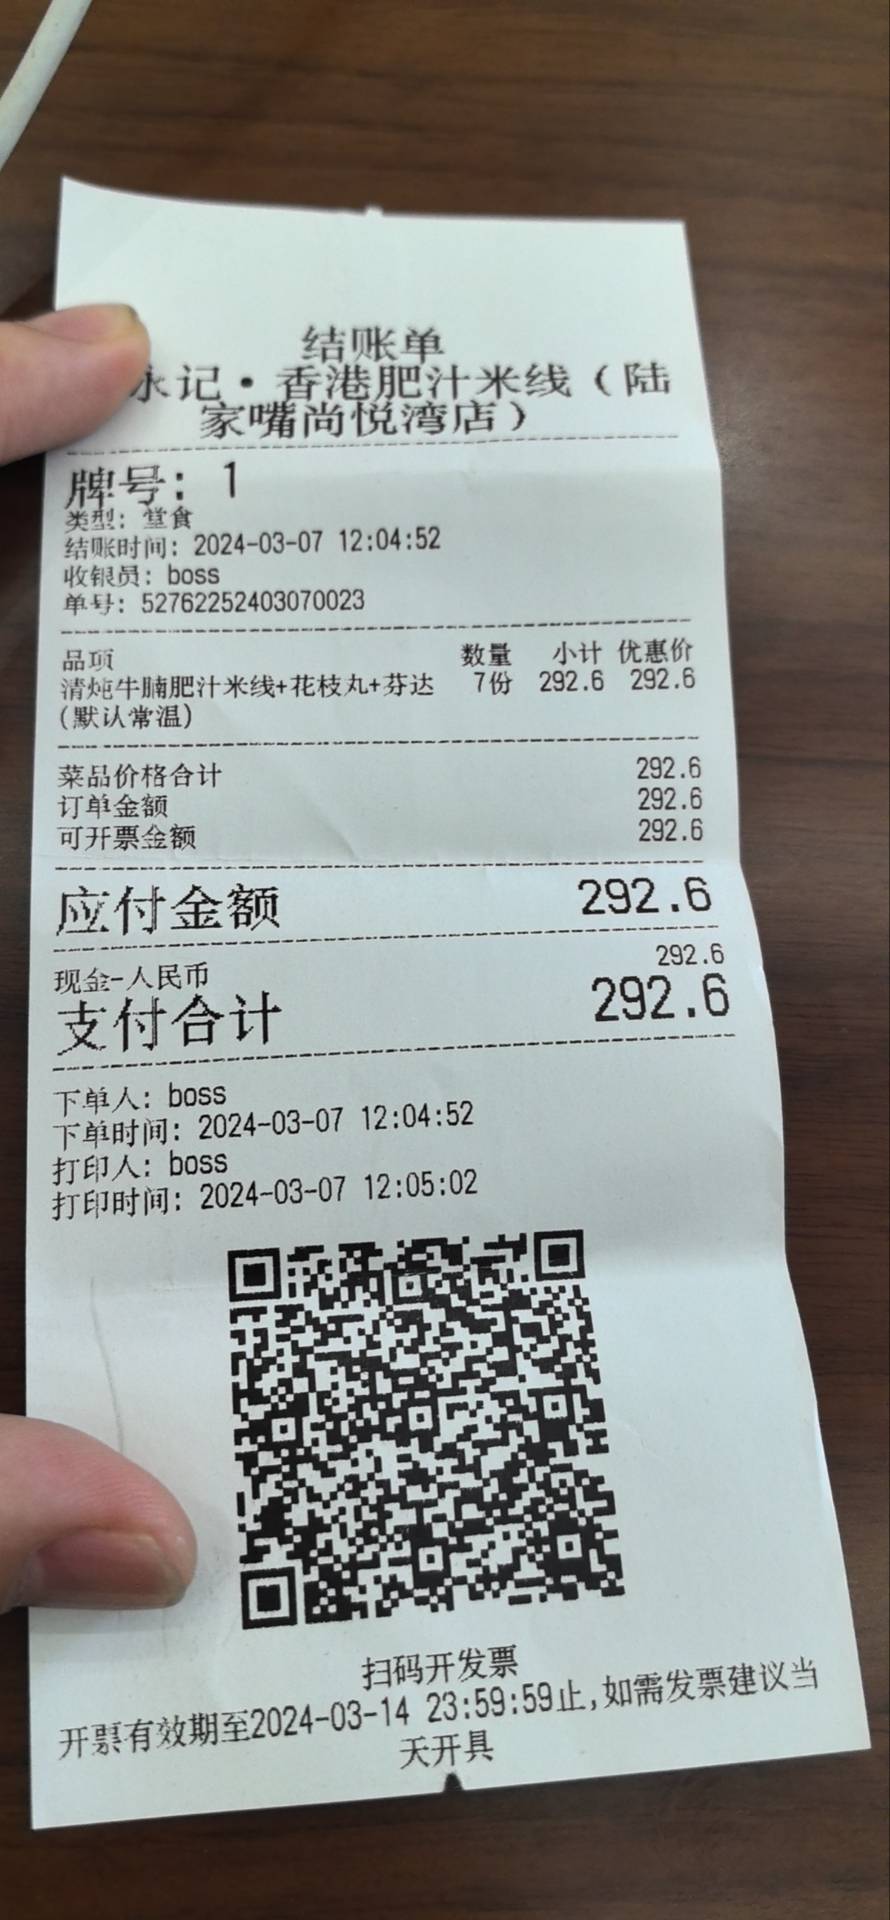 结账单
永记·香港肥汁米线（陆
家嘴尚悦湾店）
牌号：1
类型：堂食
结账时间：2024-03-07 12:04:52
收银员：boss
单号：52762252403070023
品项 数量 小计 优惠价
清炖牛腩肥汁米线+花枝丸+芬达 7份 292.6 292.6
(默认常温)
菜品价格合计 292.6
订单金额 292.6
可开票金额 292.6
应付金额 292.6
现金-人民币 292.6
支付合计 292.6
下单人：boss
下单时间：2024-03-07 12:04:52
打印人：boss
打印时间：2024-03-07 12:05:02
扫码开发票
开票有效期至2024-03-14 23:59:59止,如需发票建议当
天开具